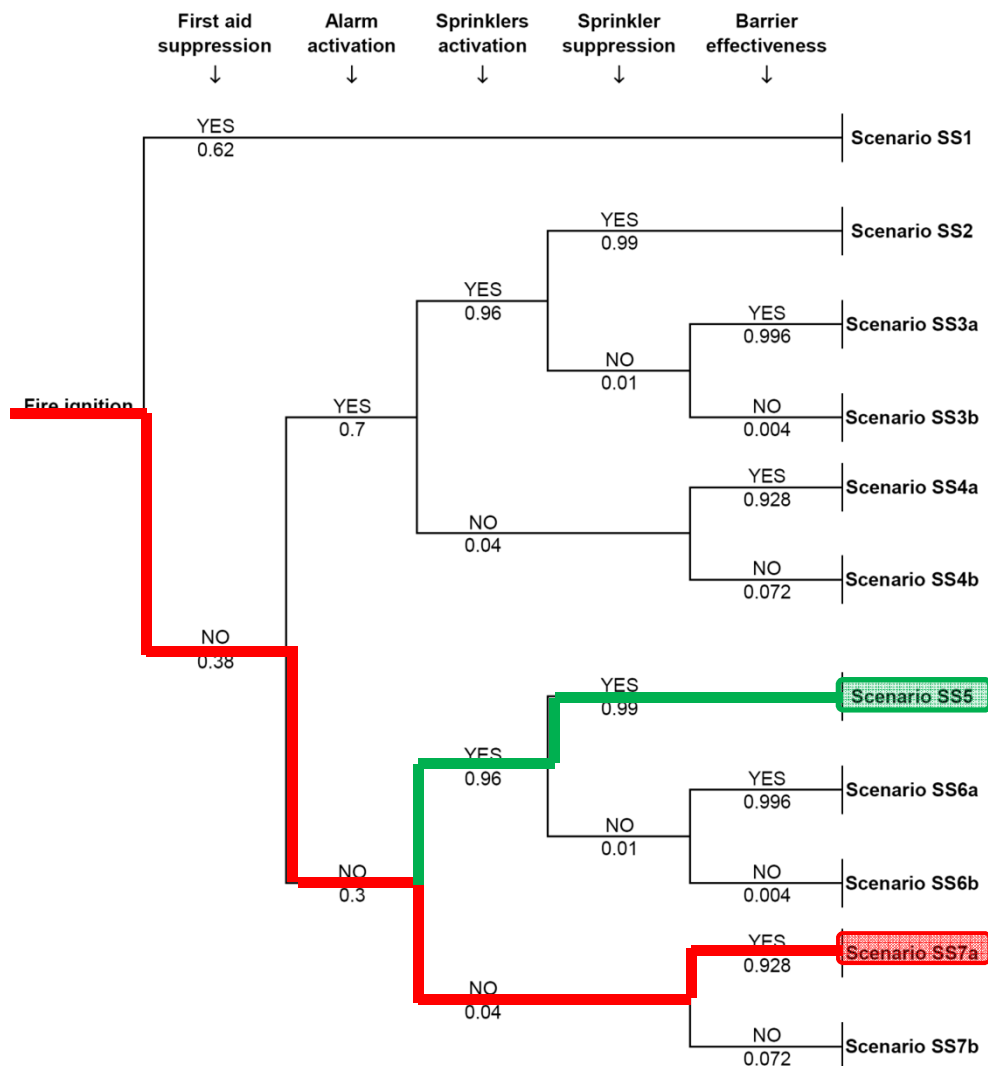 First aid suppression
Alarm activation
Sprinklers activation
Sprinkler suppression
Barrier effectiveness
↓ ↓ ↓ ↓ ↓
YES
0.62
Scenario SS1
YES
0.99
Scenario SS2
YES
0.96
YES
0.996
Scenario SS3a
NO
0.01
Fire ignition
YES
0.7
NO
0.004
Scenario SS3b
YES
0.928
Scenario SS4a
NO
0.04
NO
0.072
Scenario SS4b
NO
0.38
YES
0.99
Scenario SS5
YES
0.96
YES
0.996
Scenario SS6a
NO
0.01
NO
0.3
NO
0.004
Scenario SS6b
YES
0.928
Scenario SS7a
NO
0.04
NO
0.072
Scenario SS7b